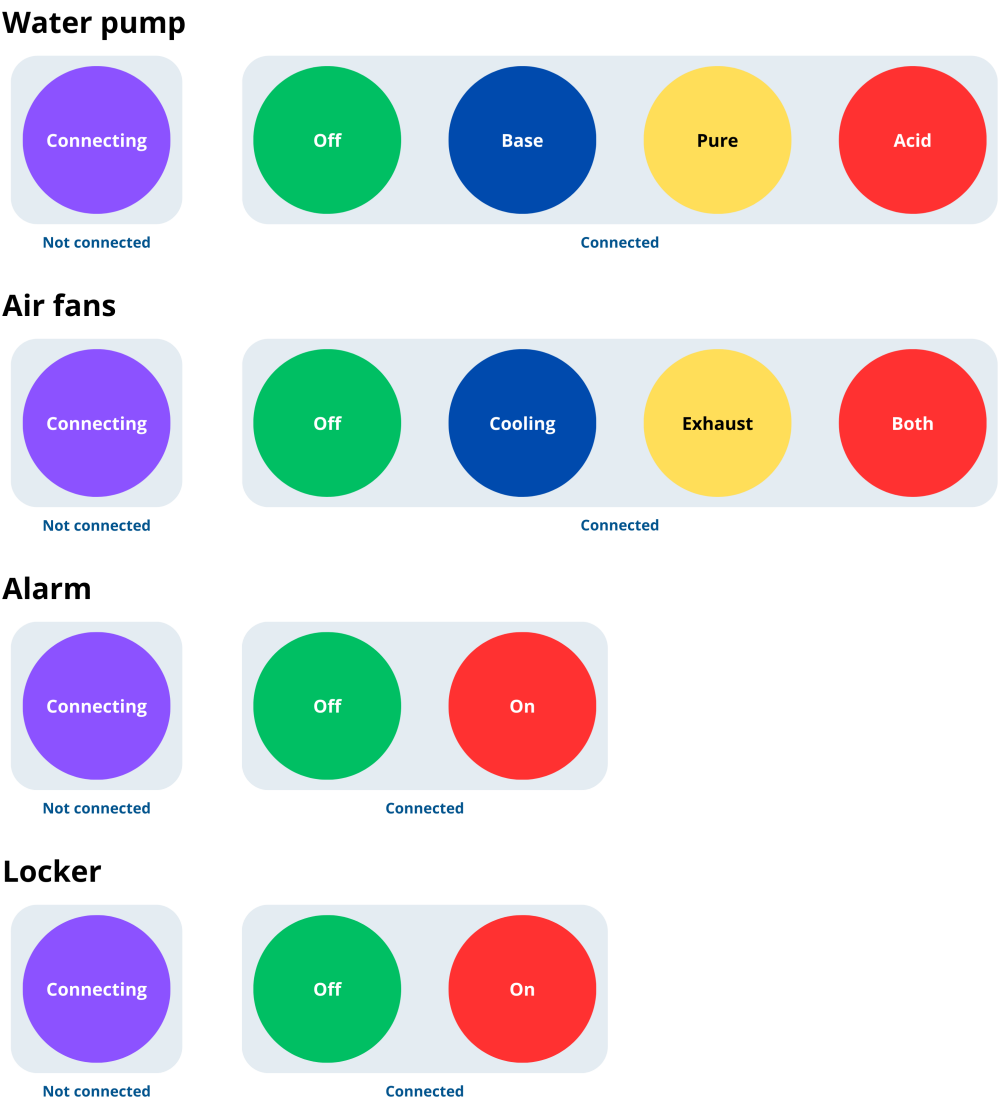 Water pump
Connecting
Off
Base
Pure
Acid
Not connected
Connected
Air fans
Connecting
Off
Cooling
Exhaust
Both
Not connected
Connected
Alarm
Connecting
Off
On
Not connected
Connected
Locker
Connecting
Off
On
Not connected
Connected